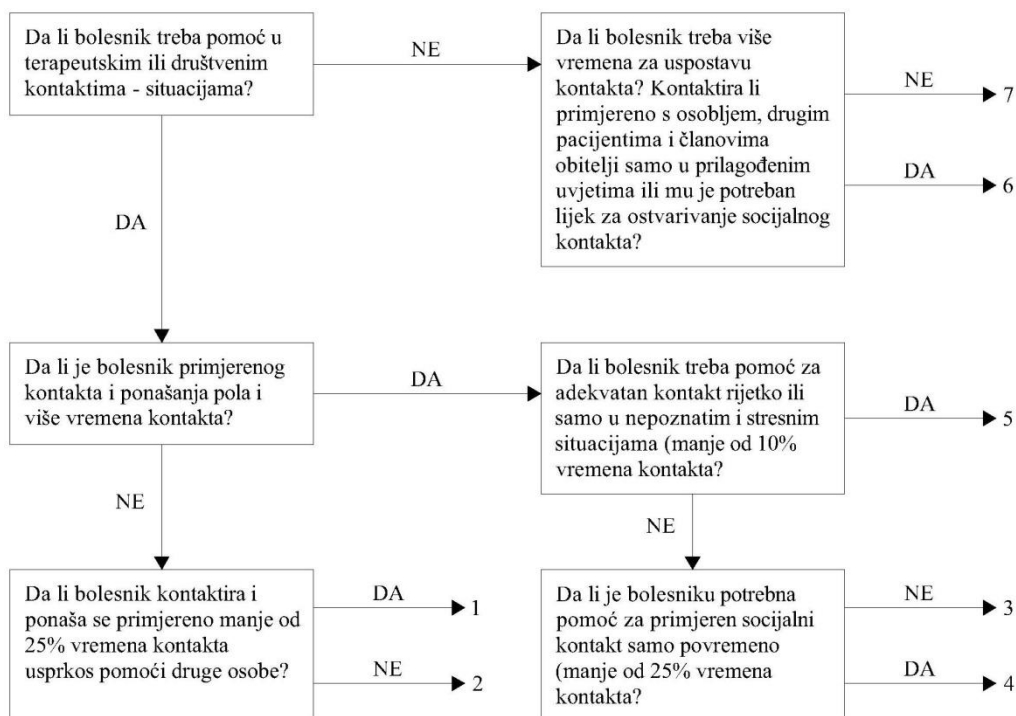 Da li bolesnik treba pomoć u
terapeutskim ili društvenim
kontaktima - situacijama?
NE
Da li bolesnik treba više
vremena za uspostavu
kontakta? Kontaktira li
primjereno s osobljem, drugim
pacijentima i članovima
obitelji samo u prilagođenim
uvjetima ili mu je potreban
lijek za ostvarivanje socijalnog
kontakta?
NE
7
DA
6
DA
Da li je bolesnik primjerenog
kontakta i ponašanja pola i
više vremena kontakta?
DA
Da li bolesnik treba pomoć za
adekvatan kontakt rijetko ili
samo u nepoznatim i stresnim
situacijama (manje od 10%
vremena kontakta?
DA
5
NE
NE
Da li bolesnik kontaktira i
ponaša se primjereno manje od
25% vremena kontakta
usprkos pomoći druge osobe?
DA
1
NE
2
Da li je bolesniku potrebna
pomoć za primjeren socijalni
kontakt samo povremeno
(manje od 25% vremena
kontakta?
NE
3
DA
4